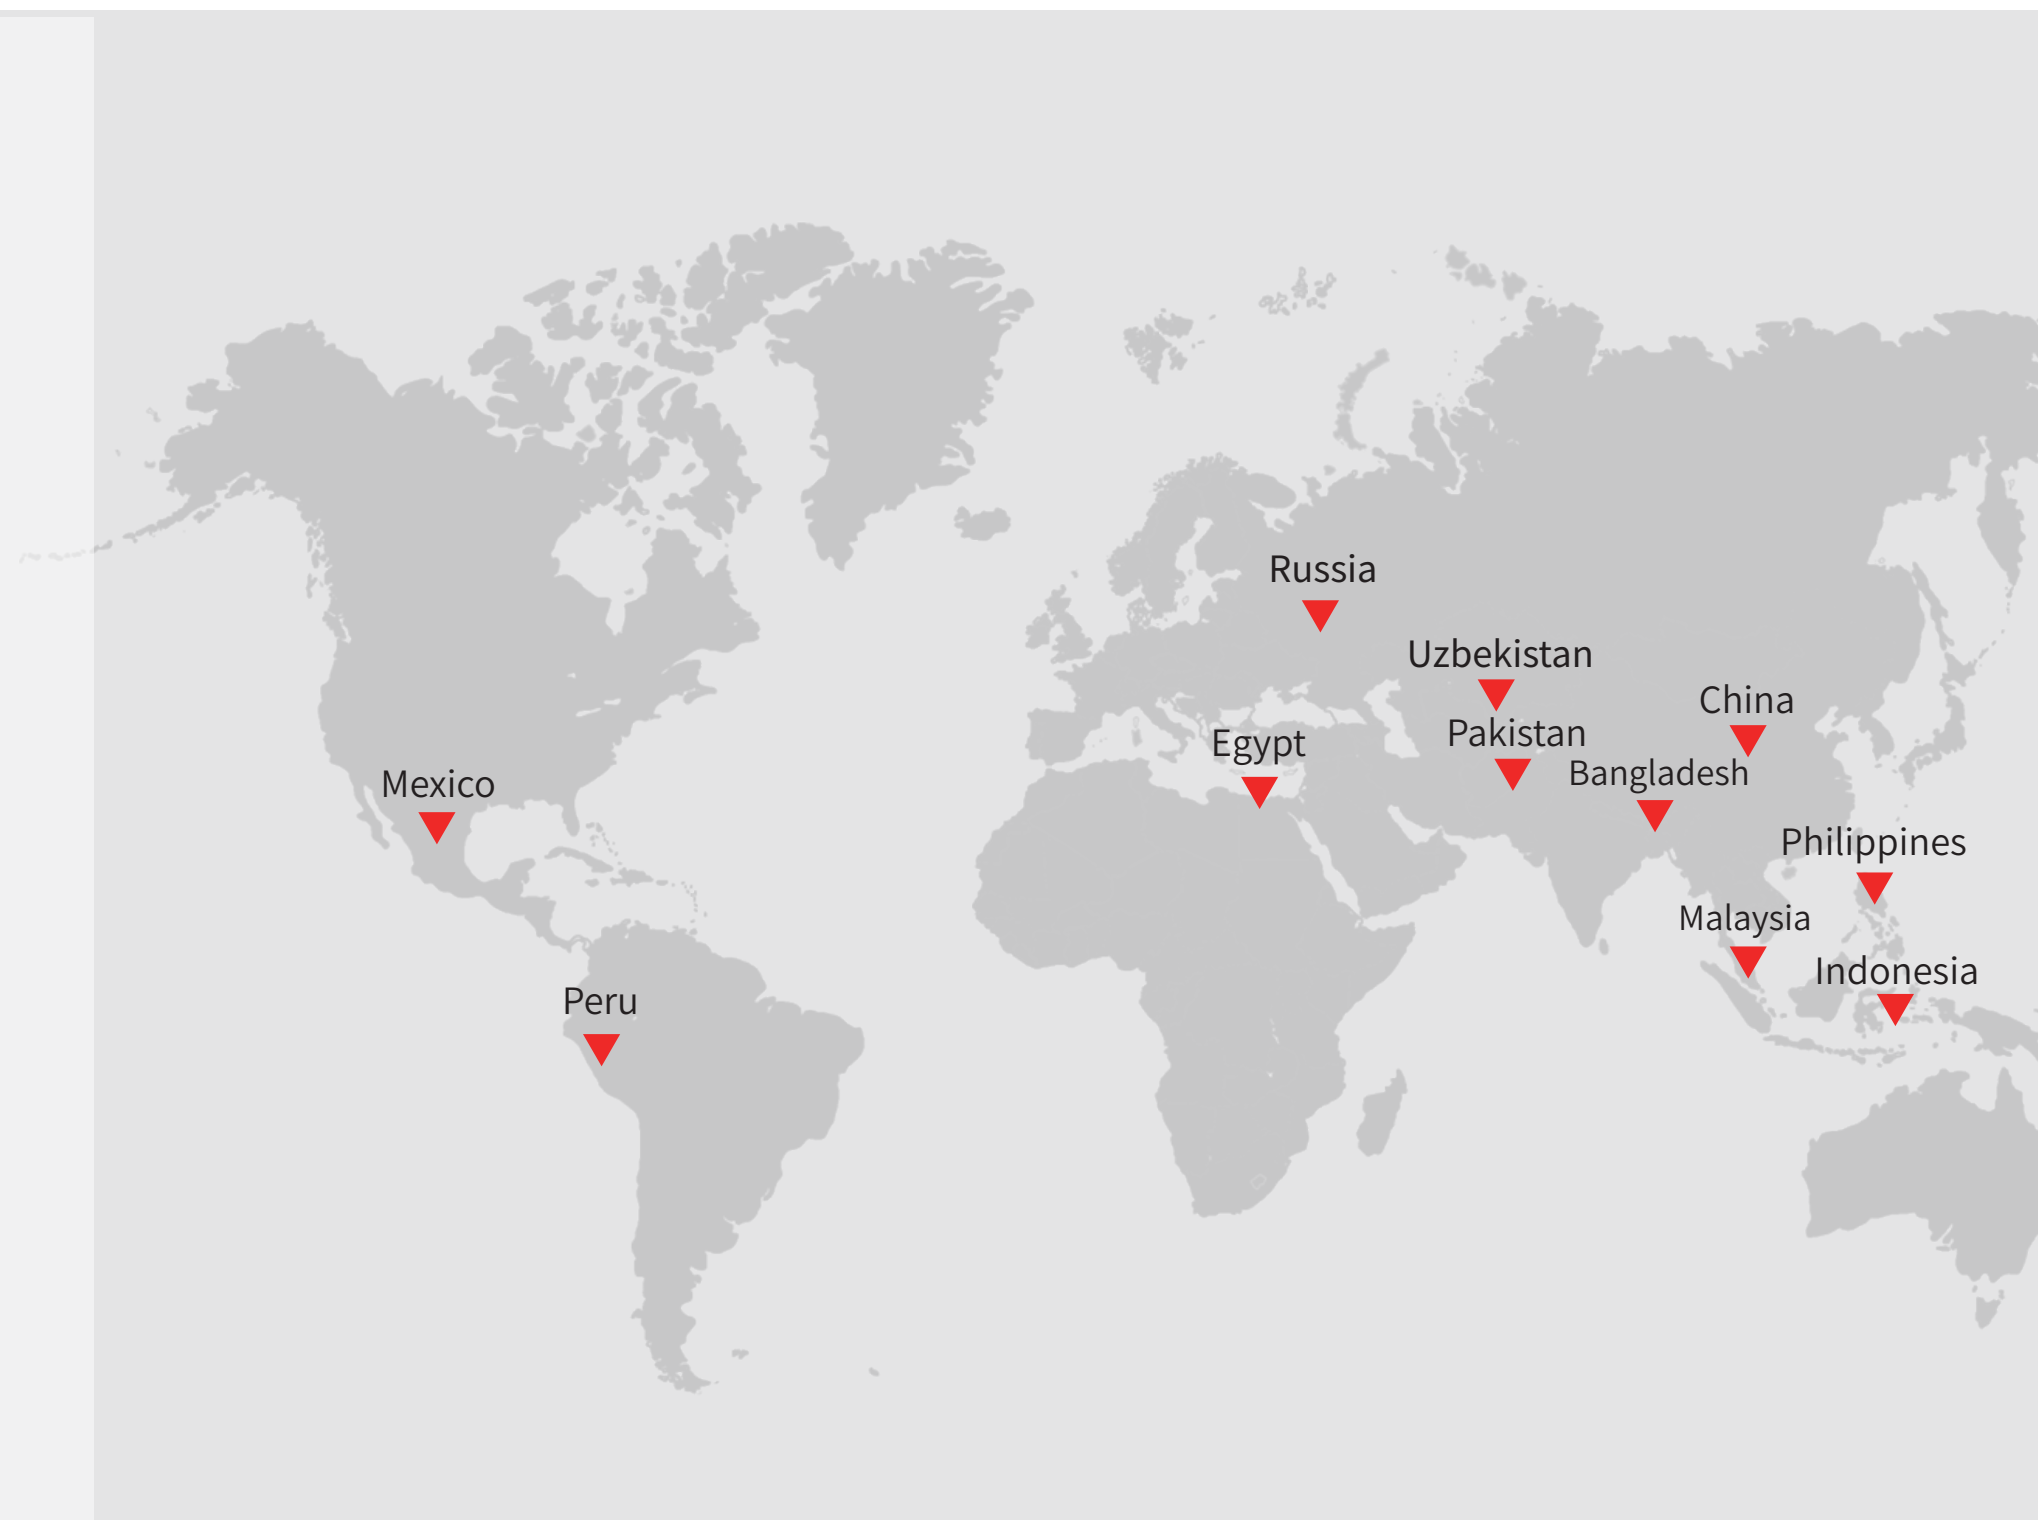 Russia
Uzbekistan
China
Pakistan
Egypt
Bangladesh
Mexico
Philippines
Malaysia
Indonesia
Peru